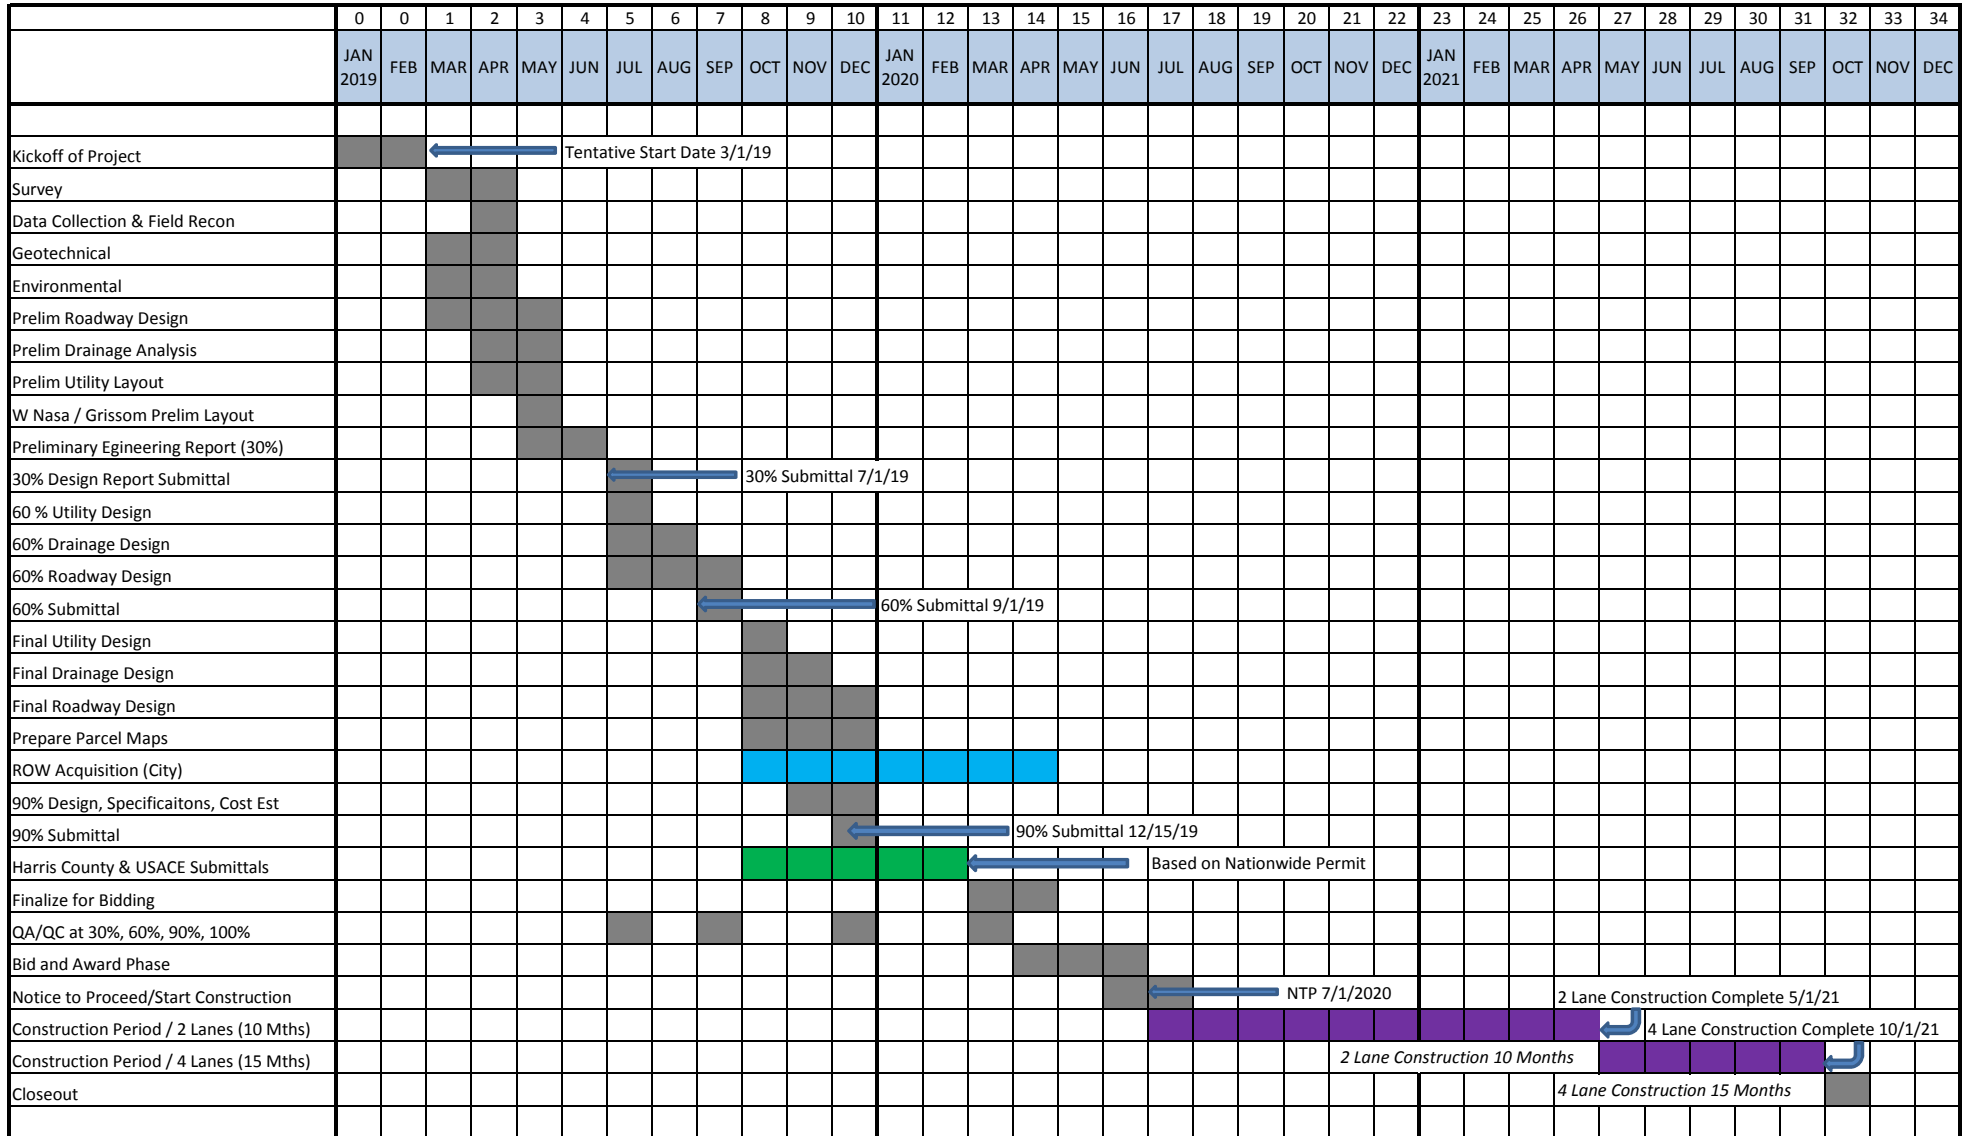 0 0 1 2 3 4 5 6 7 8 9 10 11 12 13 14 15 16 17 18 19 20 21 22 23 24 25 26 27 28 29 30 31 32 33 34
JAN 2019 FEB MAR APR MAY JUN JUL AUG SEP OCT NOV DEC JAN 2020 FEB MAR APR MAY JUN JUL AUG SEP OCT NOV DEC JAN 2021 FEB MAR APR MAY JUN JUL AUG SEP OCT NOV DEC
Kickoff of Project Tentative Start Date 3/1/19
Survey
Data Collection & Field Recon
Geotechnical
Environmental
Prelim Roadway Design
Prelim Drainage Analysis
Prelim Utility Layout
W Nasa / Grissom Prelim Layout
Preliminary Egineering Report (30%)
30% Design Report Submittal 30% Submittal 7/1/19
60 % Utility Design
60% Drainage Design
60% Roadway Design
60% Submittal 60% Submittal 9/1/19
Final Utility Design
Final Drainage Design
Final Roadway Design
Prepare Parcel Maps
ROW Acquisition (City)
90% Design, Specificaitons, Cost Est
90% Submittal 90% Submittal 12/15/19
Harris County & USACE Submittals Based on Nationwide Permit
Finalize for Bidding
QA/QC at 30%, 60%, 90%, 100%
Bid and Award Phase
Notice to Proceed/Start Construction NTP 7/1/2020 2 Lane Construction Complete 5/1/21
Construction Period / 2 Lanes (10 Mths) 4 Lane Construction Complete 10/1/21
Construction Period / 4 Lanes (15 Mths) 2 Lane Construction 10 Months
Closeout 4 Lane Construction 15 Months